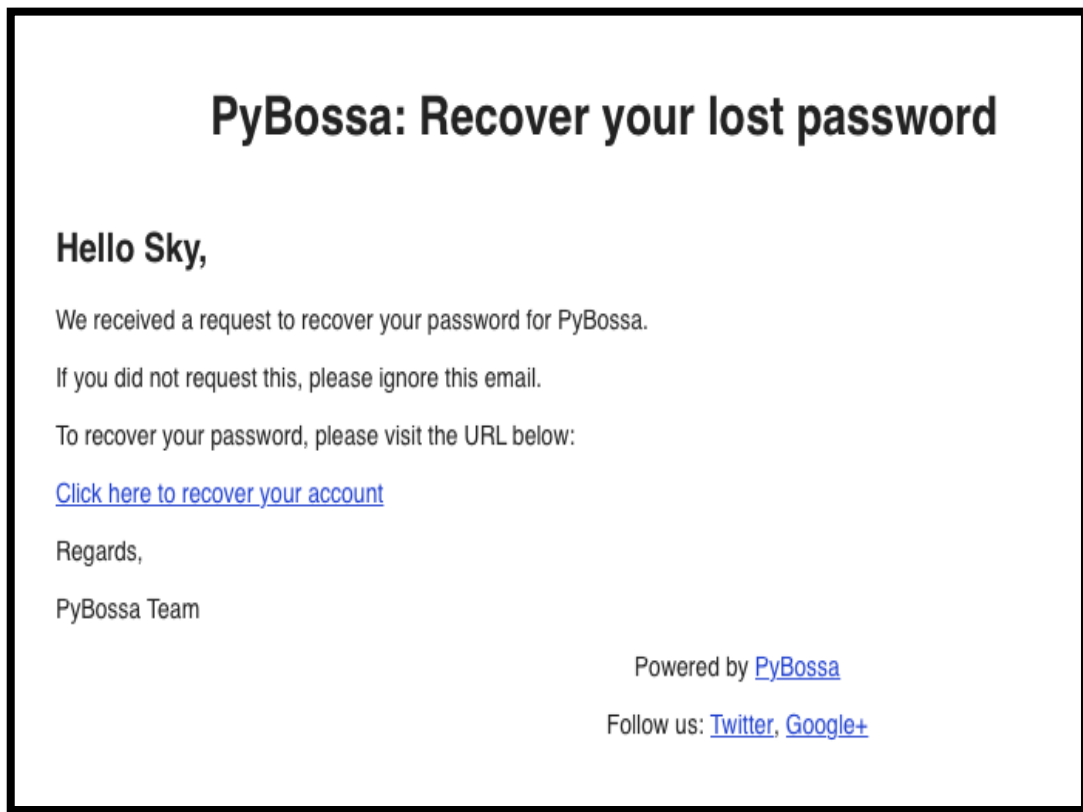 PyBossa: Recover your lost password
Hello Sky,
We received a request to recover your password for PyBossa.
If you did not request this, please ignore this email.
To recover your password, please visit the URL below:
Click here to recover your account
Regards,
PyBossa Team
Powered by PyBossa
Follow us: Twitter, Google+